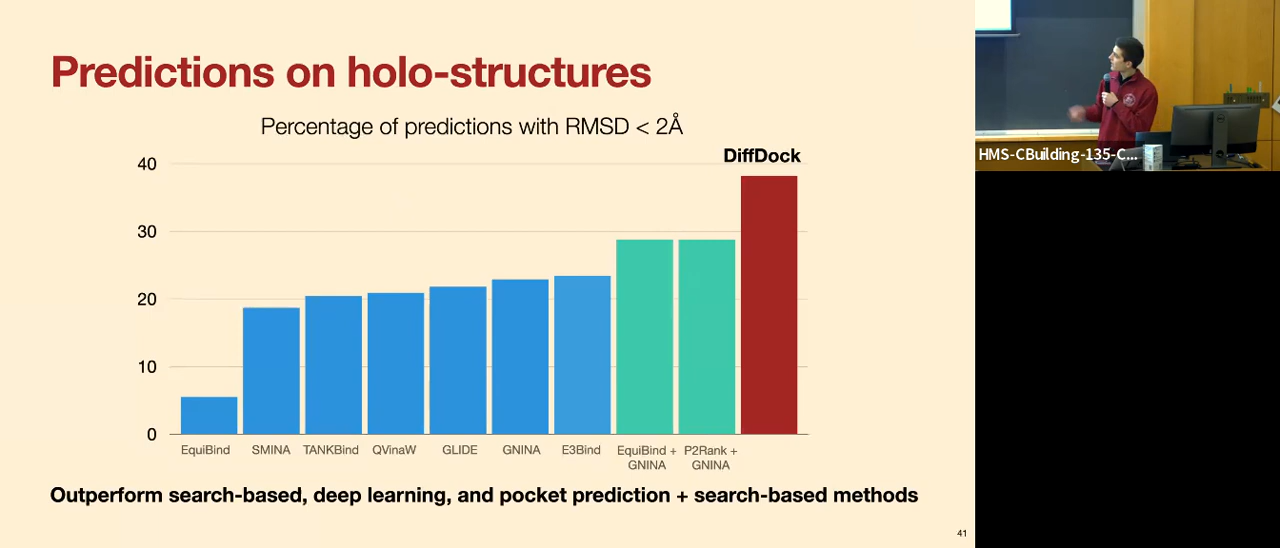 Predictions on holo-structures
Percentage of predictions with RMSD < 2Å
DiffDock
40
30
20
10
0
EquiBind SMINA TANKBind QVinaW GLIDE GNINA E3Bind EquiBind + P2Rank +
GNINA GNINA
Outperform search-based, deep learning, and pocket prediction + search-based methods
41
HMS-CBuilding-135-C...